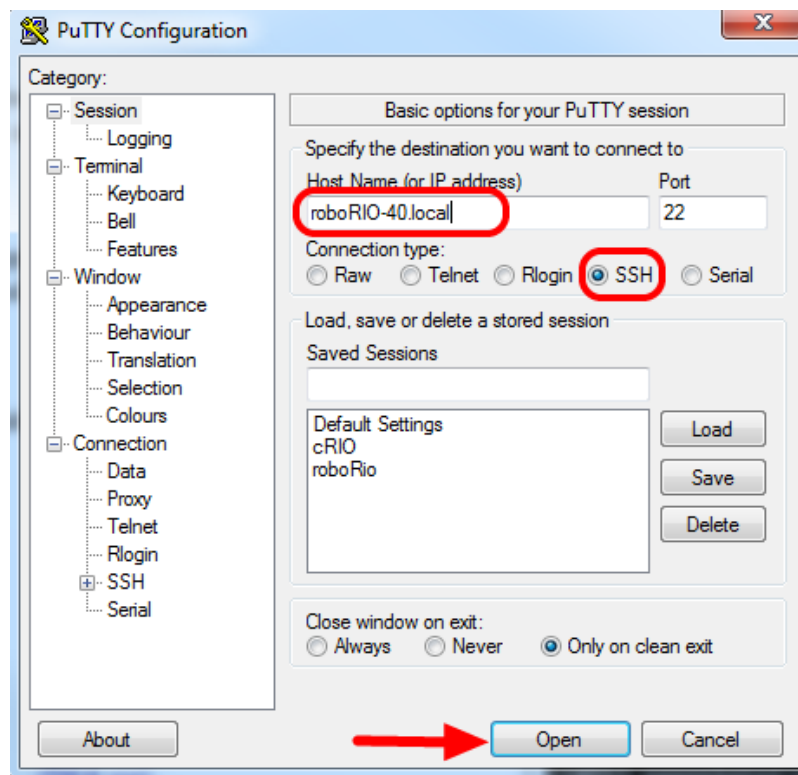 PuTTY Configuration
X
Category:
Session
Logging
Terminal
Keyboard
Bell
Features
Window
Appearance
Behaviour
Translation
Selection
Colours
Connection
Data
Proxy
Telnet
Rlogin
SSH
Serial
Basic options for your PuTTY session
Specify the destination you want to connect to
Host Name (or IP address) Port
roboRIO-40.local 22
Connection type:
Raw Telnet Rlogin SSH Serial
Load, save or delete a stored session
Saved Sessions
Default Settings
cRIO
roboRio
Load
Save
Delete
Close window on exit:
Always Never Only on clean exit
About Open Cancel